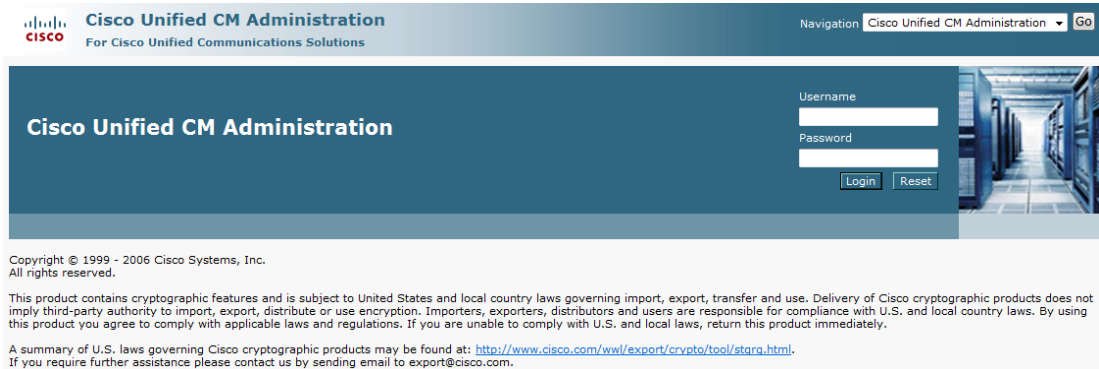 CISCO
Cisco Unified CM Administration
For Cisco Unified Communications Solutions
Navigation Cisco Unified CM Administration Go
Cisco Unified CM Administration
Username
Password
Login Reset
Copyright © 1999 - 2006 Cisco Systems, Inc.
All rights reserved.
This product contains cryptographic features and is subject to United States and local country laws governing import, export, transfer and use. Delivery of Cisco cryptographic products does not
imply third-party authority to import, export, distribute or use encryption. Importers, exporters, distributors and users are responsible for compliance with U.S. and local country laws. By using
this product you agree to comply with applicable laws and regulations. If you are unable to comply with U.S. and local laws, return this product immediately.
A summary of U.S. laws governing Cisco cryptographic products may be found at: http://www.cisco.com/wwl/export/crypto/tool/stqrg.html.
If you require further assistance please contact us by sending email to export@cisco.com.